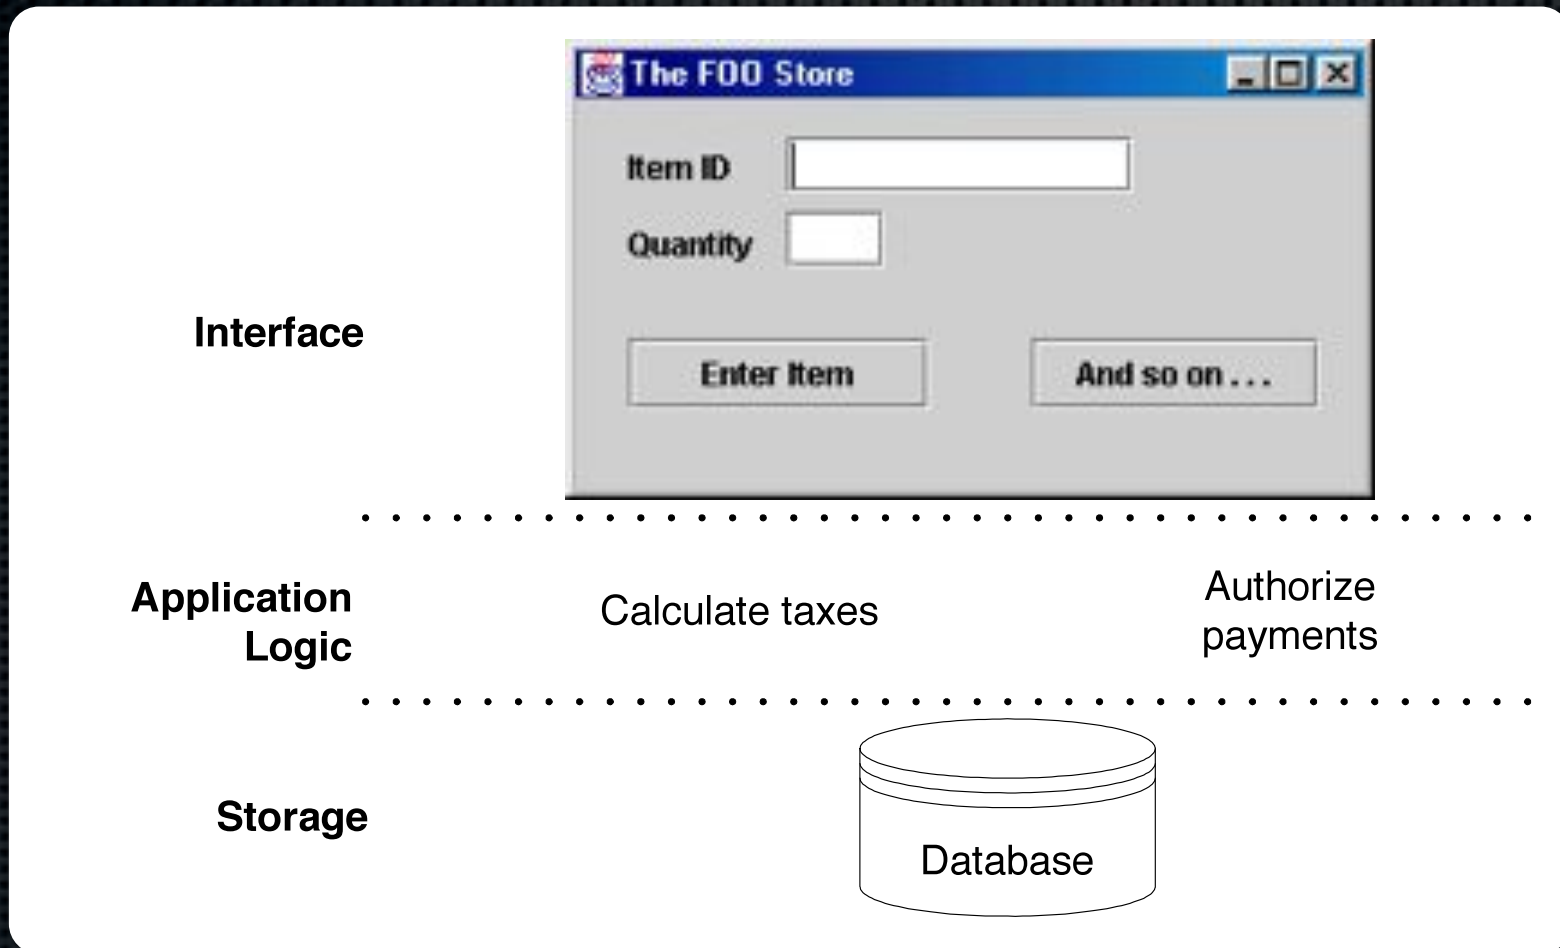 The FOO Store
Item ID
Quantity
Interface
Enter Item
And so on . . .
Application
Logic
Calculate taxes
Authorize
payments
Storage
Database